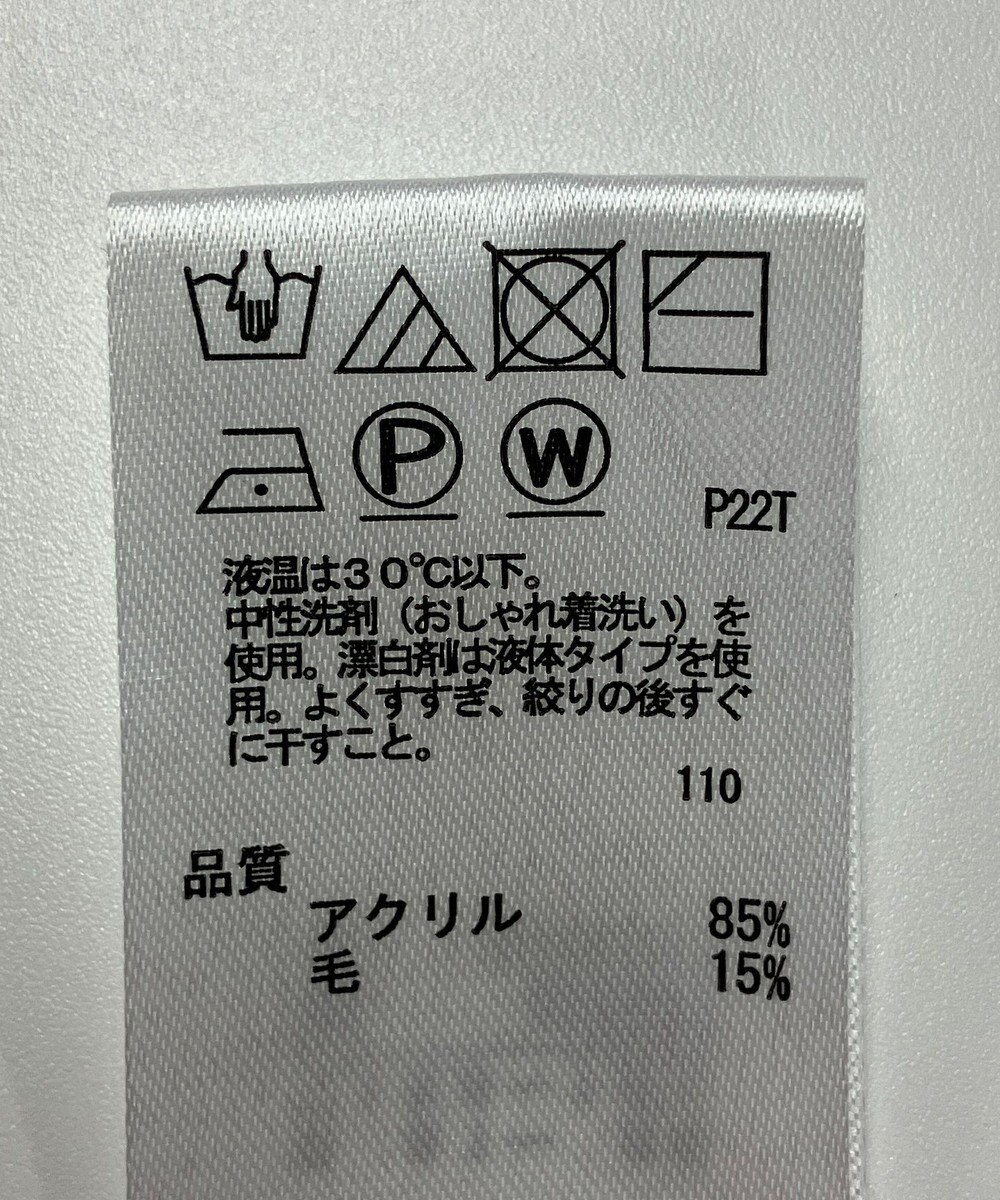 P W
P22T
液温は３０℃以下。
中性洗剤（おしゃれ着洗い）を
使用。漂白剤は液体タイプを使
用。よくすすぎ、絞りの後すぐ
に干すこと。
110
品質
アクリル 85%
毛 15%